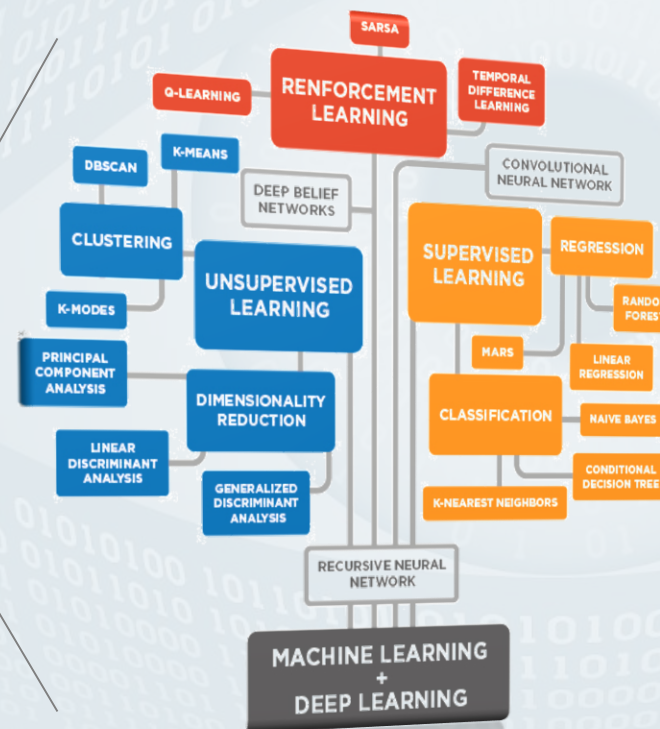 SARSA
RENFORCEMENT
LEARNING
Q-LEARNING
TEMPORAL
DIFFERENCE
LEARNING
DBSCAN
K-MEANS
DEEP BELIEF
NETWORKS
CONVOLUTIONAL
NEURAL NETWORK
CLUSTERING
UNSUPERVISED
LEARNING
SUPERVISED
LEARNING
REGRESSION
K-MODES
RANDO
FOREST
PRINCIPAL
COMPONENT
ANALYSIS
MARS
LINEAR
REGRESSION
DIMENSIONALITY
REDUCTION
CLASSIFICATION
NAIVE BAYES
LINEAR
DISCRIMINANT
ANALYSIS
GENERALIZED
DISCRIMINANT
ANALYSIS
K-NEAREST NEIGHBORS
CONDITIONAL
DECISION TREE
RECURSIVE NEURAL
NETWORK
MACHINE LEARNING
+
DEEP LEARNING